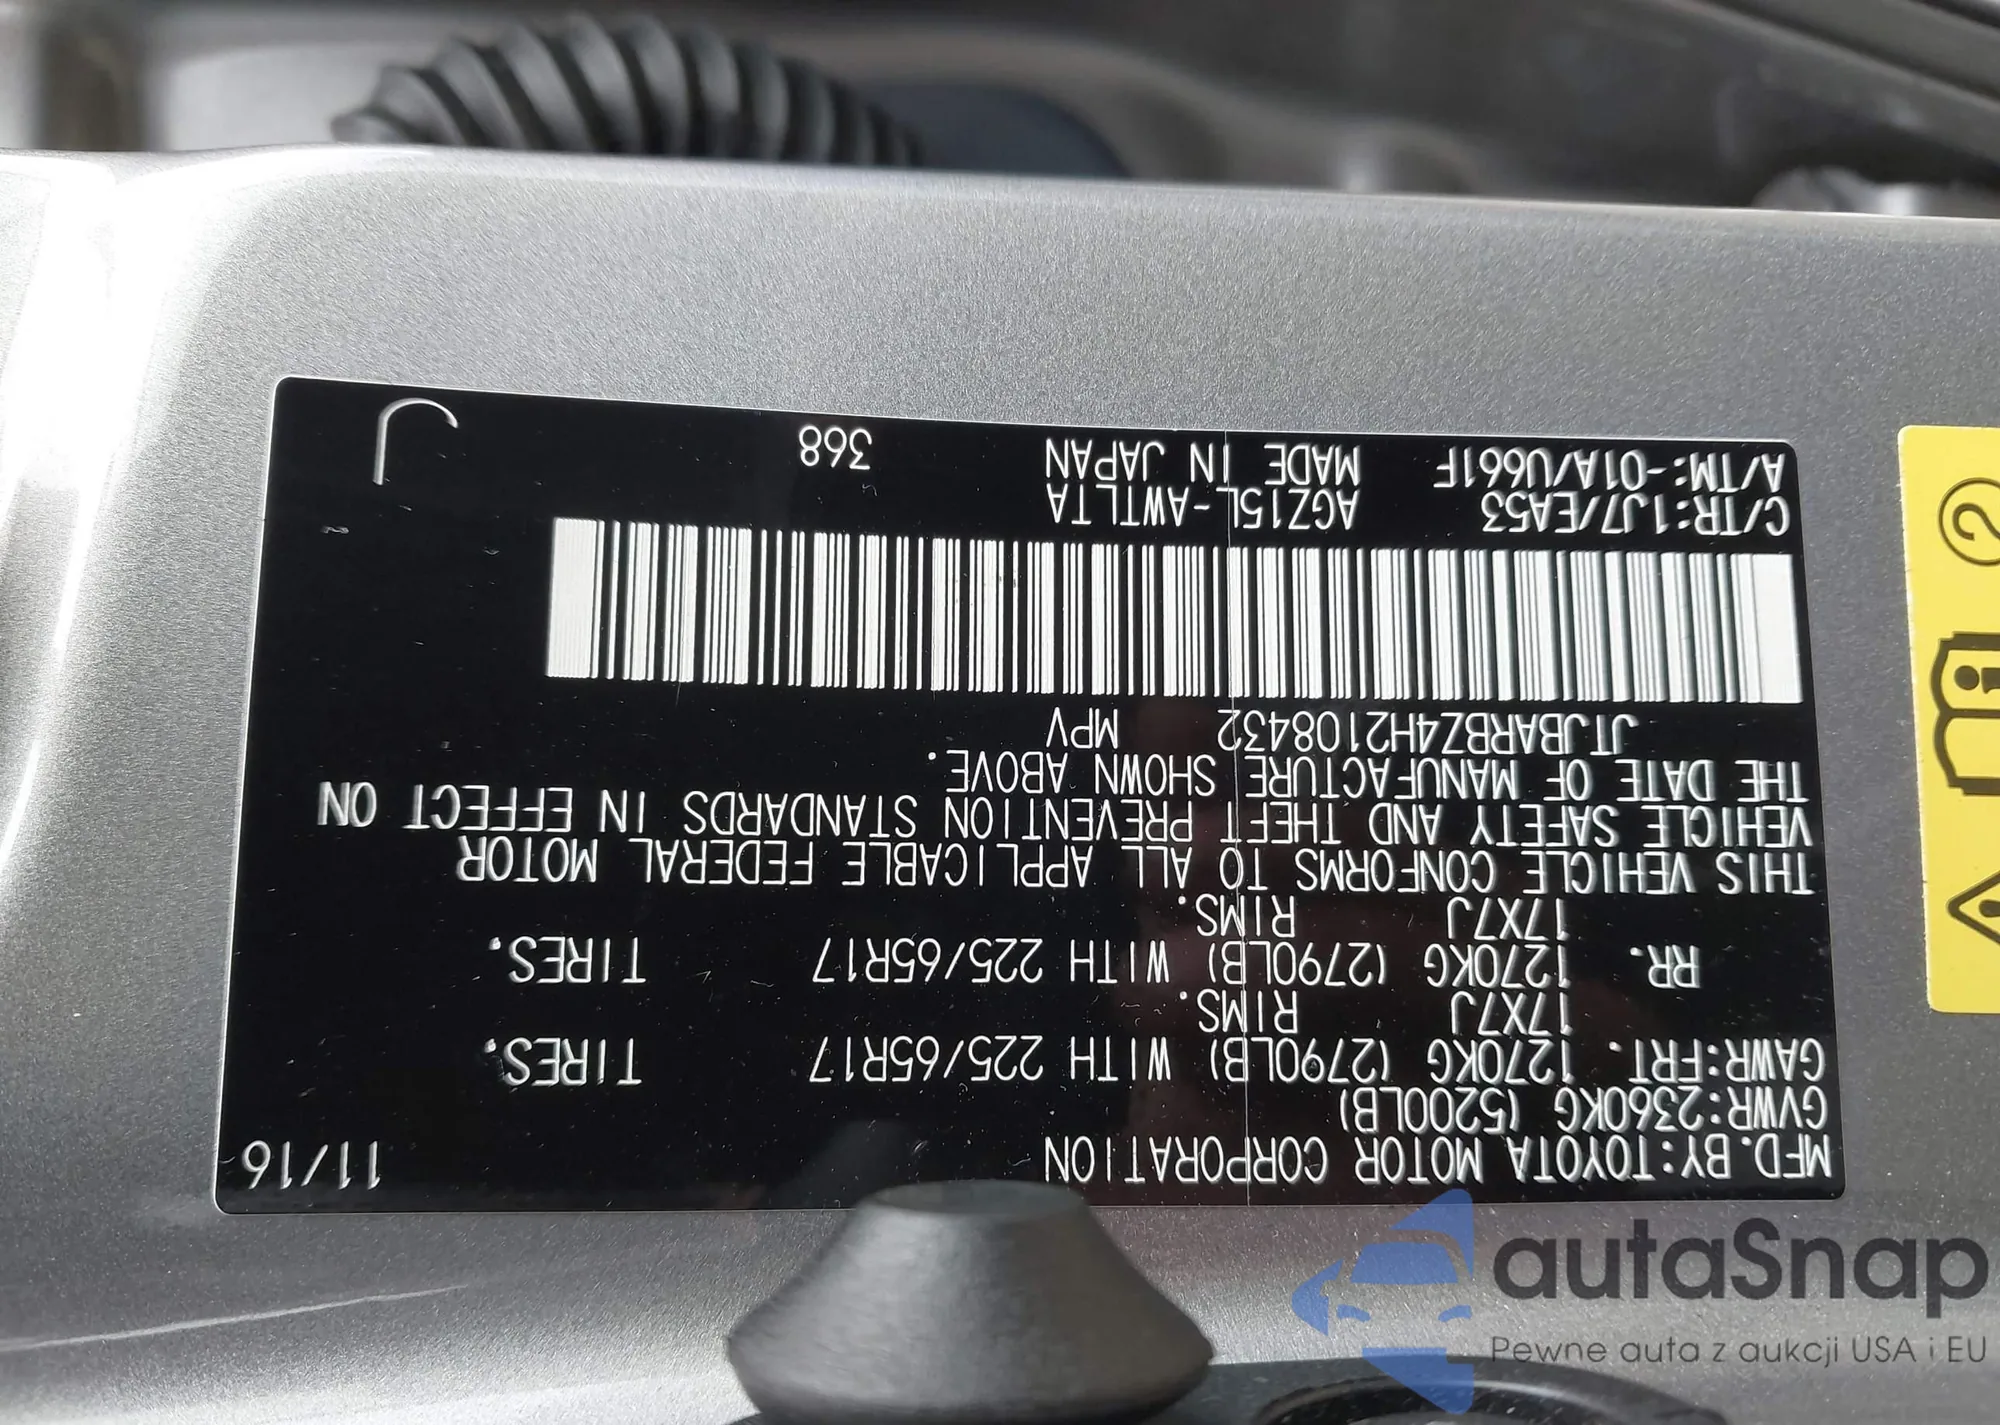 MFD.BY:TOYOTA MOTOR CORPORATION 11/16
GVWR:2360KG (5200LB)
GAWR:FRT. 1270KG (2790LB) WITH 225/65R17 TIRES.
17X7J RIMS.
RR. 1270KG (2790LB) WITH 225/65R17 TIRES.
17X7J RIMS.
THIS VEHICLE CONFORMS TO ALL APPLICABLE FEDERAL MOTOR
VEHICLE SAFETY AND THEFT PREVENTION STANDARDS IN EFFECT ON
THE DATE OF MANUFACTURE SHOWN ABOVE.
JTJBARBZ4H2108432 MPV
C/TR:1J7/EA53 AGZ15L-AWTLTA
A/TM:-01A/U661F MADE IN JAPAN 368
J
2
autaSnap
Pewne auta z aukcji USA i EU